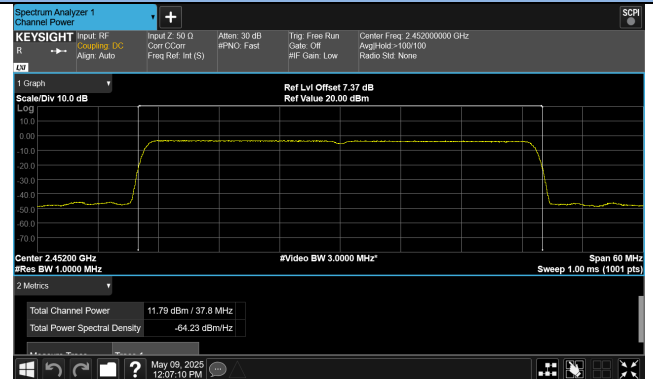 Spectrum Analyzer 1
Channel Power
SCPI
KEYSIGHT Input: RF Input Z: 50 Ω Atten: 30 dB Trig: Free Run Center Freq: 2.452000000 GHz
R Coupling: DC Corr CCorr #PNO: Fast Gate: Off Avg|Hold:>100/100
Align: Auto Freq Ref: Int (S) #IF Gain: Low Radio Std: None
LXI
1 Graph Ref Lvl Offset 7.37 dB
Scale/Div 10.0 dB Ref Value 20.00 dBm
Log
10.0
0.00
-10.0
-20.0
-30.0
-40.0
-50.0
-60.0
-70.0
Center 2.45200 GHz #Video BW 3.0000 MHz* Span 60 MHz
#Res BW 1.0000 MHz Sweep 1.00 ms (1001 pts)
2 Metrics
Total Channel Power 11.79 dBm / 37.8 MHz
Total Power Spectral Density -64.23 dBm/Hz
May 09, 2025
12:07:10 PM